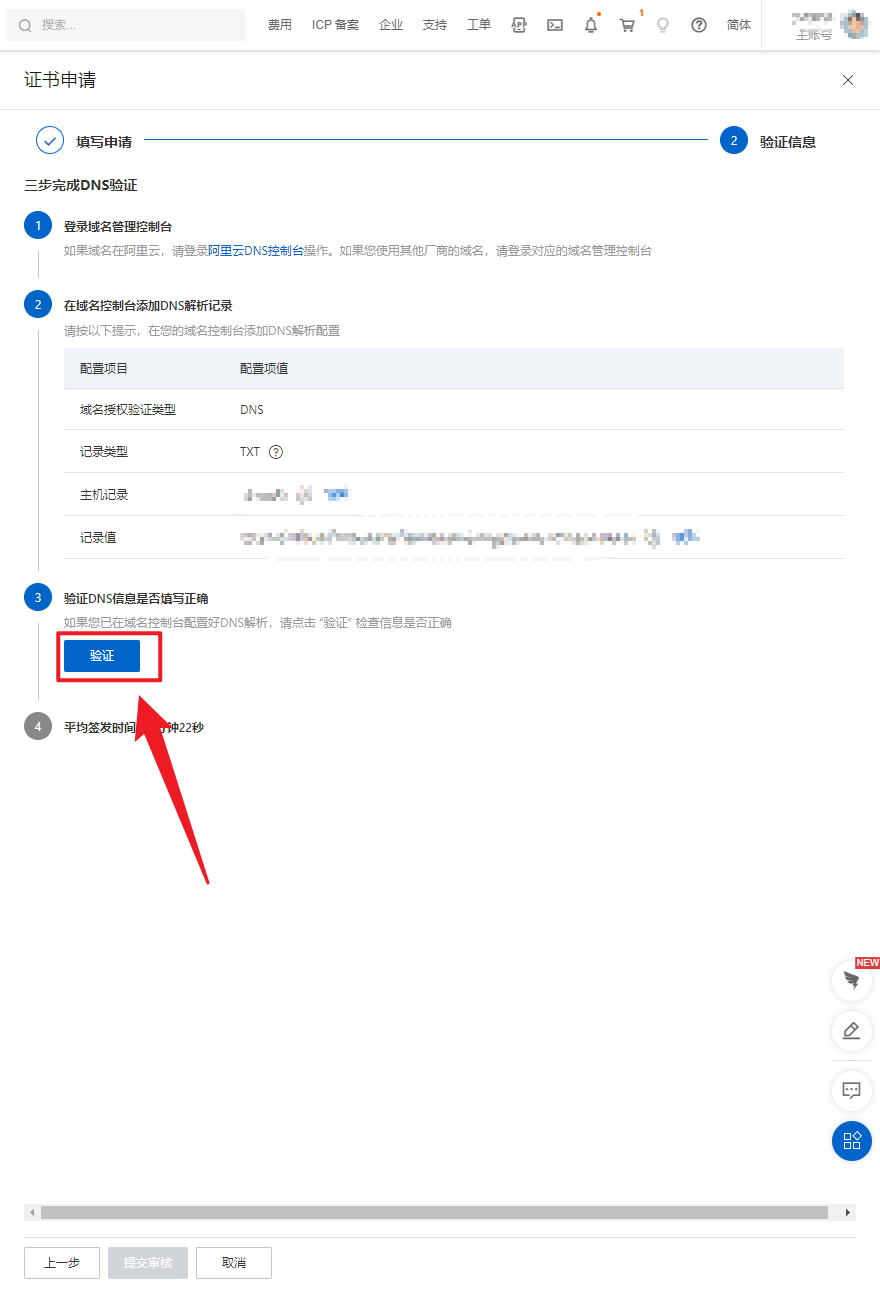 搜索...
费用
ICP 备案
企业
支持
工单
APP
1
简体
主账号
证书申请
填写申请
2
验证信息
三步完成DNS验证
1
登录域名管理控制台
如果域名在阿里云，请登录阿里云DNS控制台操作。如果您使用其他厂商的域名，请登录对应的域名管理控制台
2
在域名控制台添加DNS解析记录
请按以下提示，在您的域名控制台添加DNS解析配置
配置项目 配置项值
域名授权验证类型 DNS
记录类型 TXT
主机记录
记录值
3
验证DNS信息是否填写正确
如果您已在域名控制台配置好DNS解析，请点击 “验证” 检查信息是否正确
验证
4
平均签发时间 钟22秒
NEW
上一步
提交审核
取消